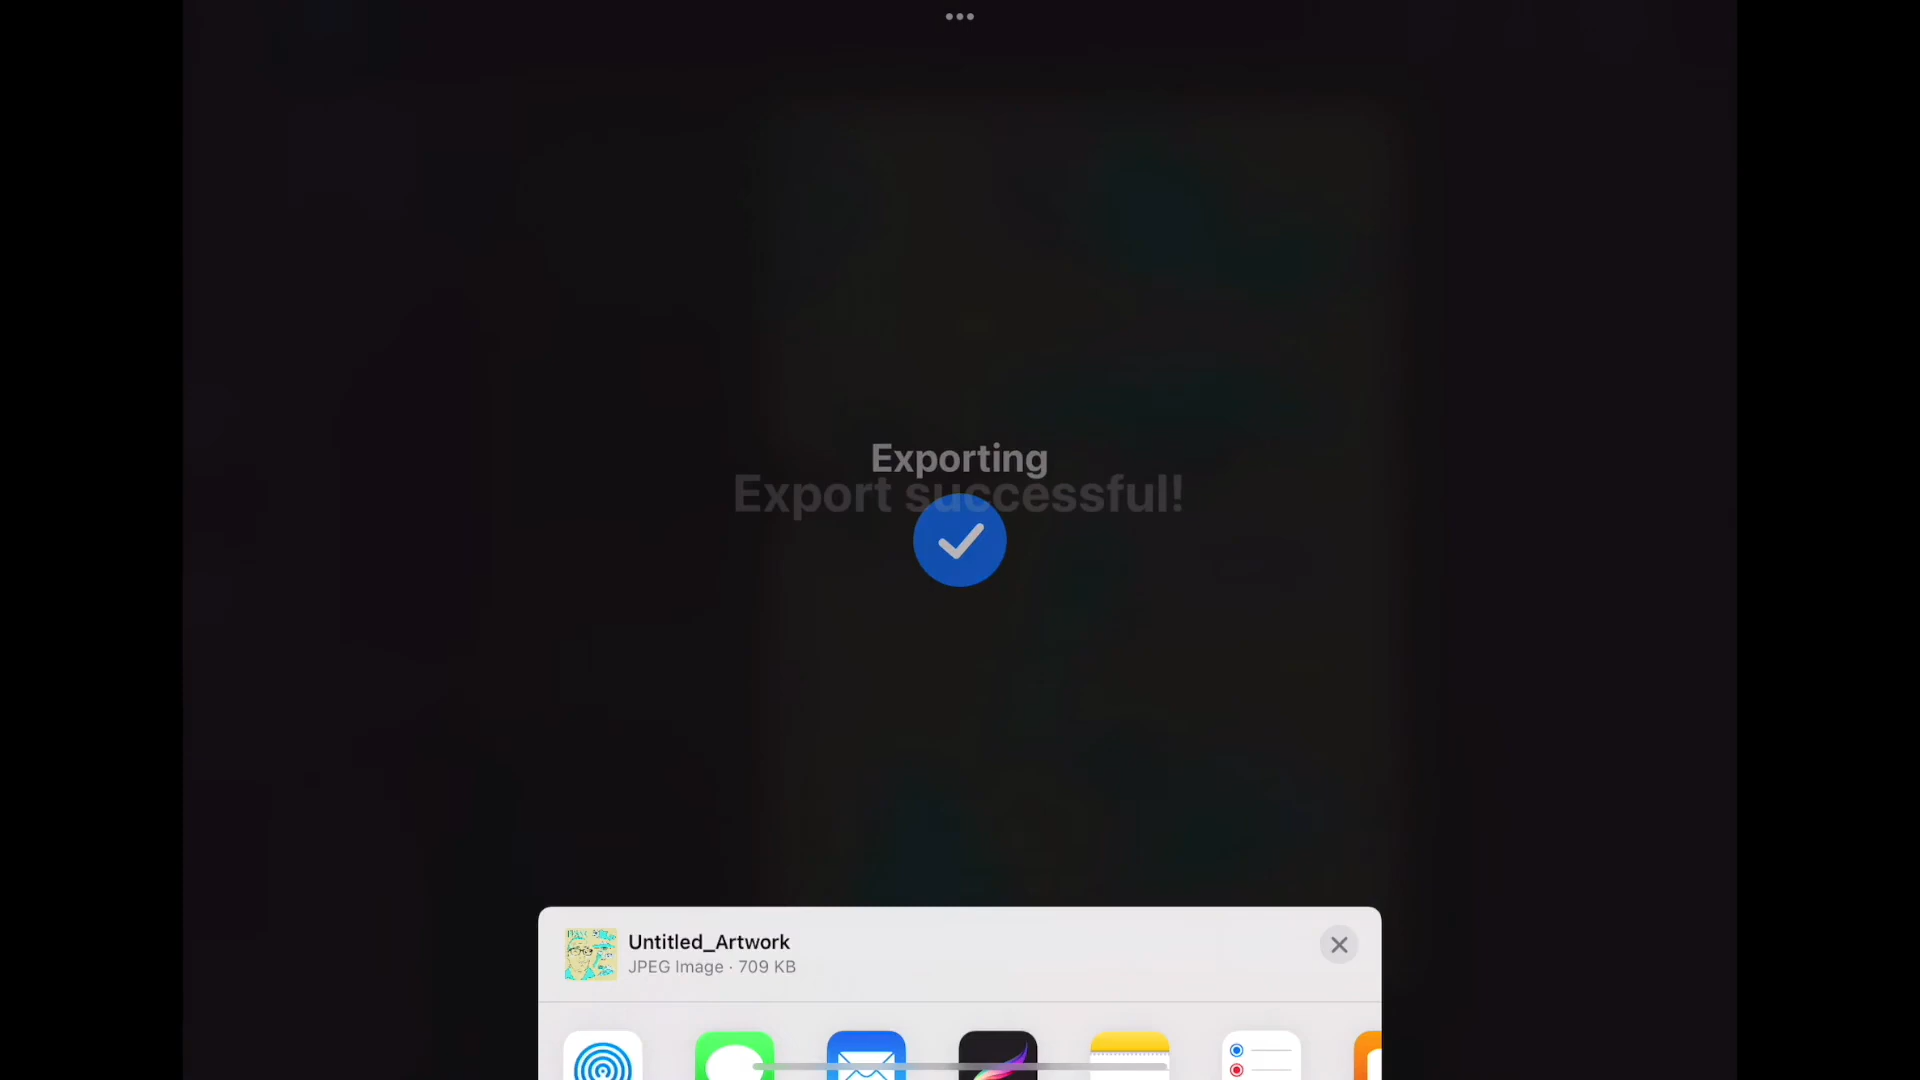 Exporting
Export successful!
Untitled_Artwork
JPEG Image · 709 KB